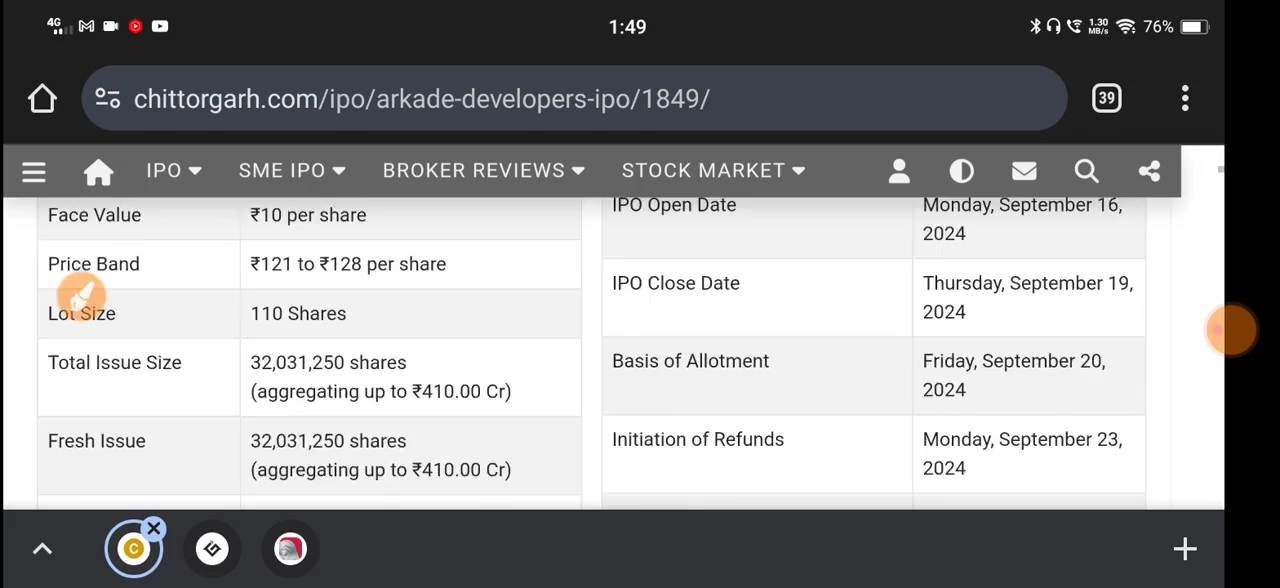 4G 1:49 1.30 MB/s 76%
chittorgarh.com/ipo/arkade-developers-ipo/1849/ 39
IPO SME IPO BROKER REVIEWS STOCK MARKET
Face Value ₹10 per share
Price Band ₹121 to ₹128 per share
Lot Size 110 Shares
Total Issue Size 32,031,250 shares
(aggregating up to ₹410.00 Cr)
Fresh Issue 32,031,250 shares
(aggregating up to ₹410.00 Cr)
IPO Open Date Monday, September 16,
2024
IPO Close Date Thursday, September 19,
2024
Basis of Allotment Friday, September 20,
2024
Initiation of Refunds Monday, September 23,
2024
C